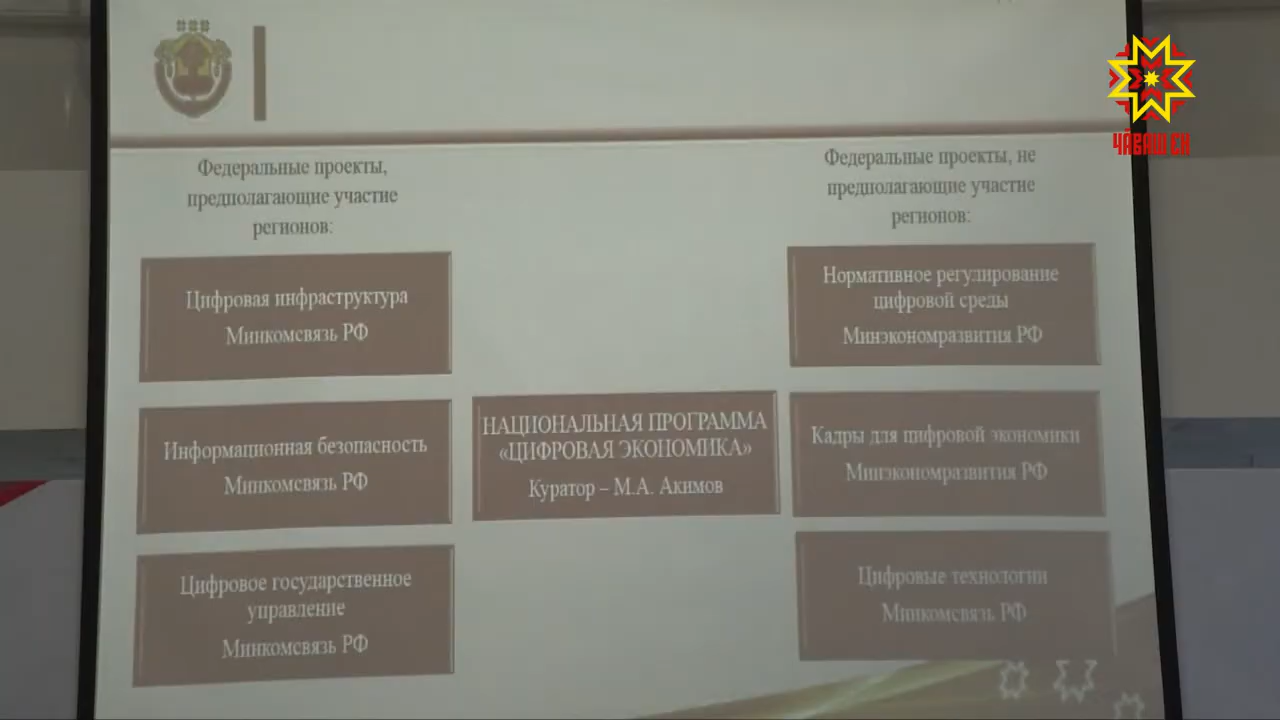 ЧӐВАШ ЕН
Федеральные проекты,
предполагающие участие
регионов:
Цифровая инфраструктура
Минкомсвязь РФ
Информационная безопасность
Минкомсвязь РФ
Цифровое государственное
управление
Минкомсвязь РФ
НАЦИОНАЛЬНАЯ ПРОГРАММА
«ЦИФРОВАЯ ЭКОНОМИКА»
Куратор – М.А. Акимов
Федеральные проекты, не
предполагающие участие
регионов:
Нормативное регулирование
цифровой среды
Минэкономразвития РФ
Кадры для цифровой экономики
Минэкономразвития РФ
Цифровые технологии
Минкомсвязь РФ